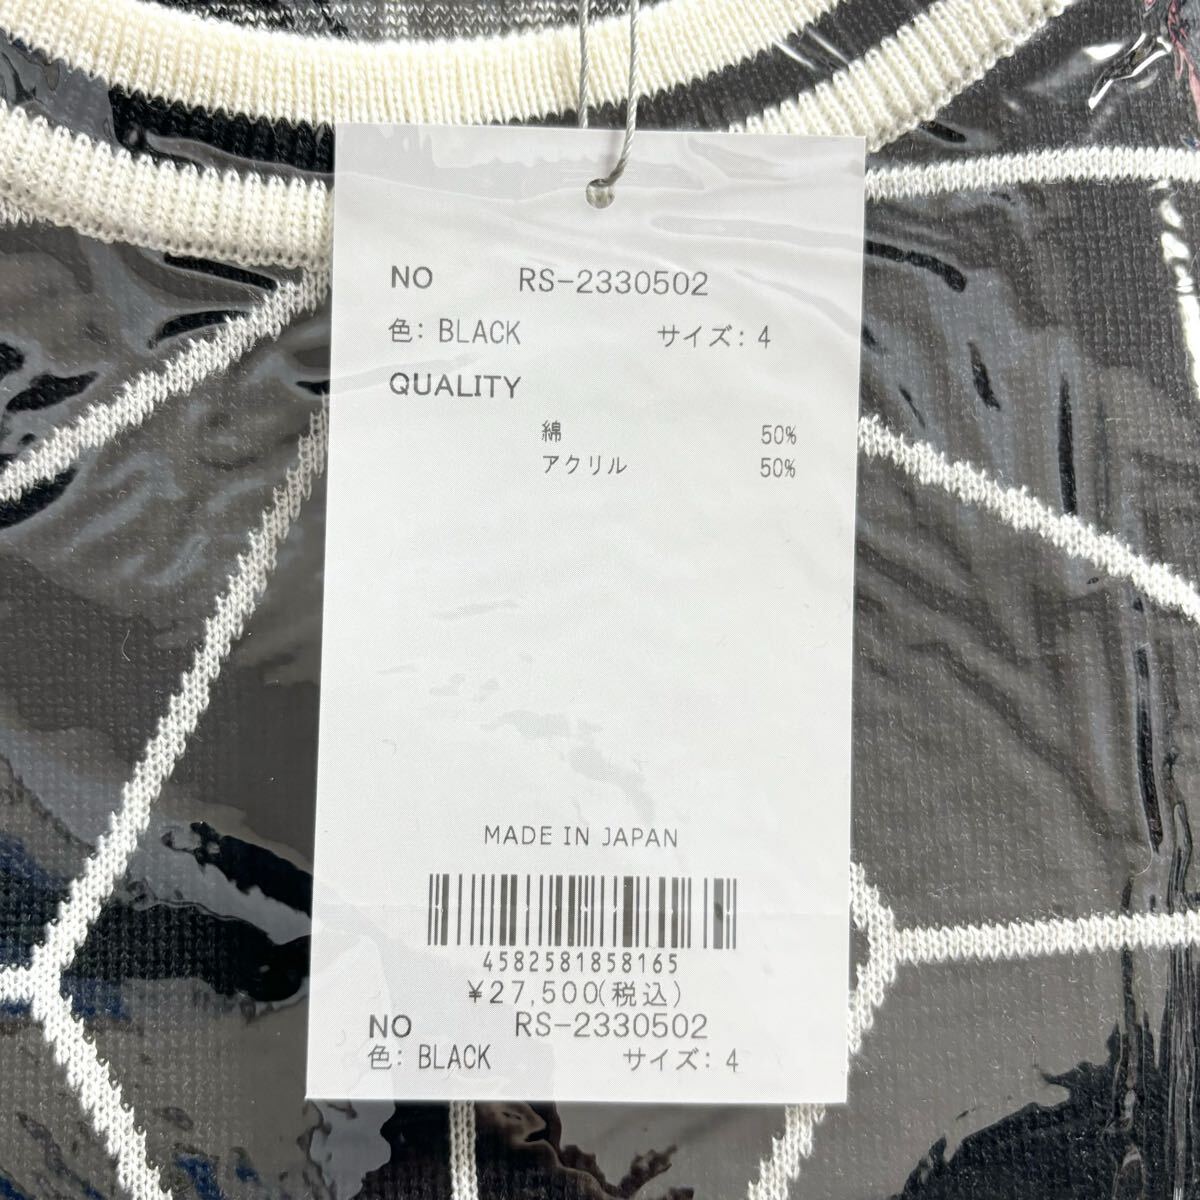 NO RS-2330502
色: BLACK サイズ: 4
QUALITY
綿 50%
アクリル 50%
MADE IN JAPAN
4582581858165
¥27,500(税込)
NO RS-2330502
色: BLACK サイズ: 4